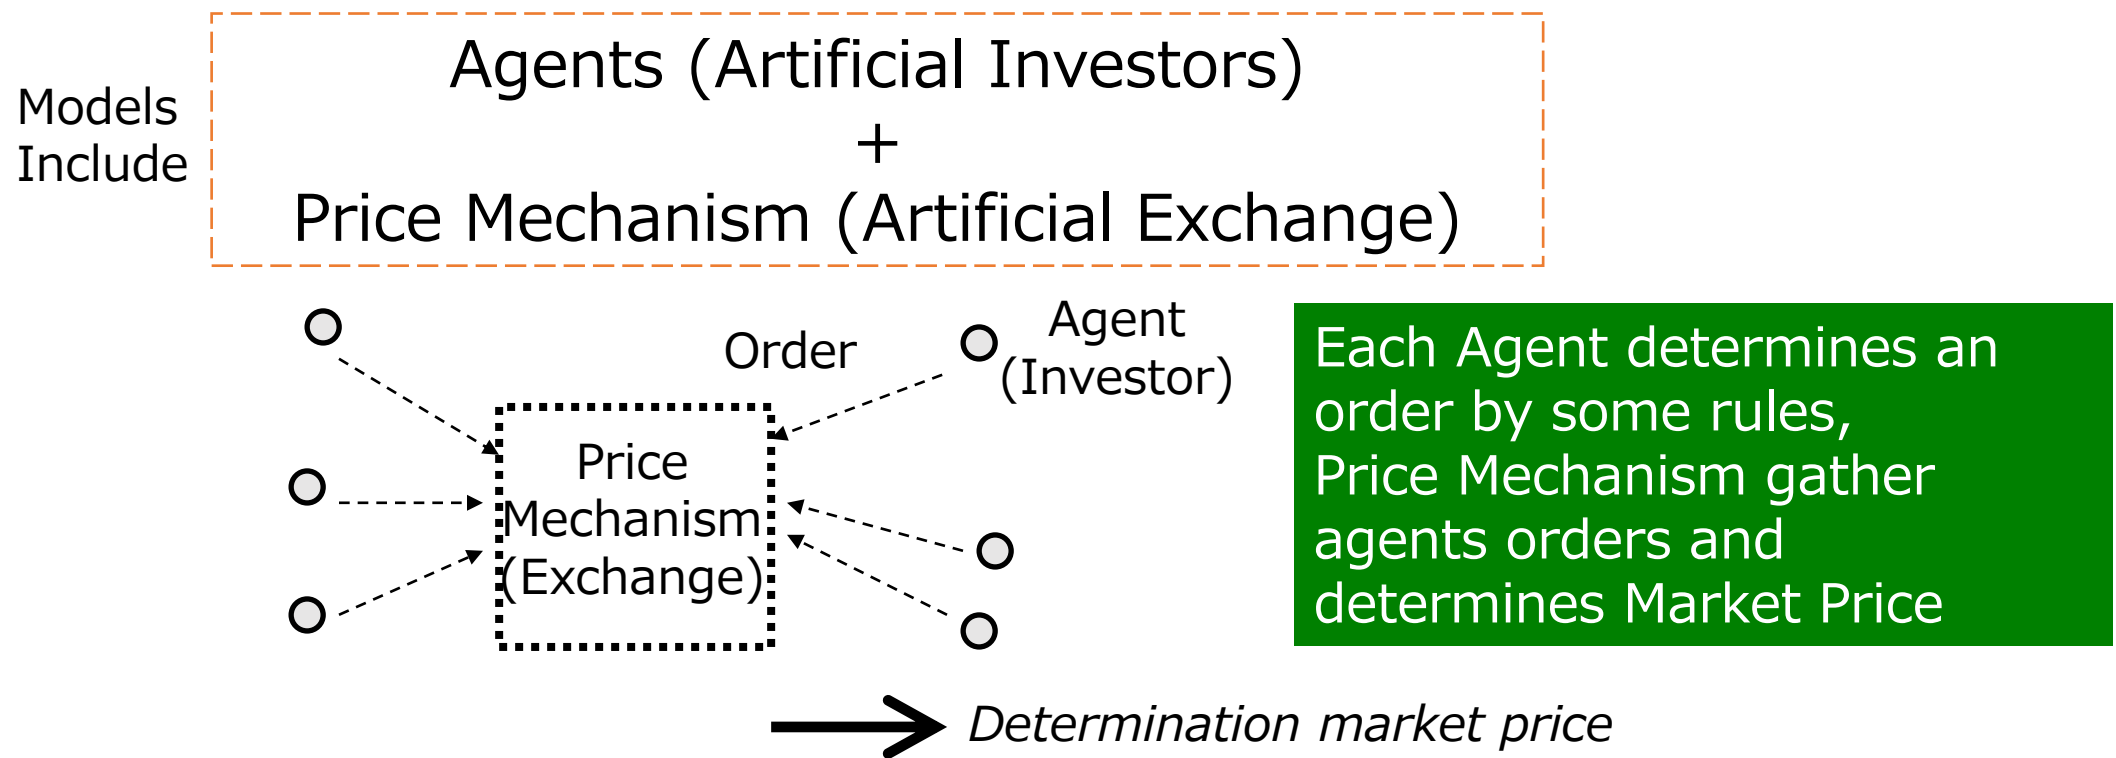 Agents (Artificial Investors)
Models
Include
+
Price Mechanism (Artificial Exchange)
Order
Agent
(Investor)
Price
Mechanism
(Exchange)
Each Agent determines an
order by some rules,
Price Mechanism gather
agents orders and
determines Market Price
Determination market price